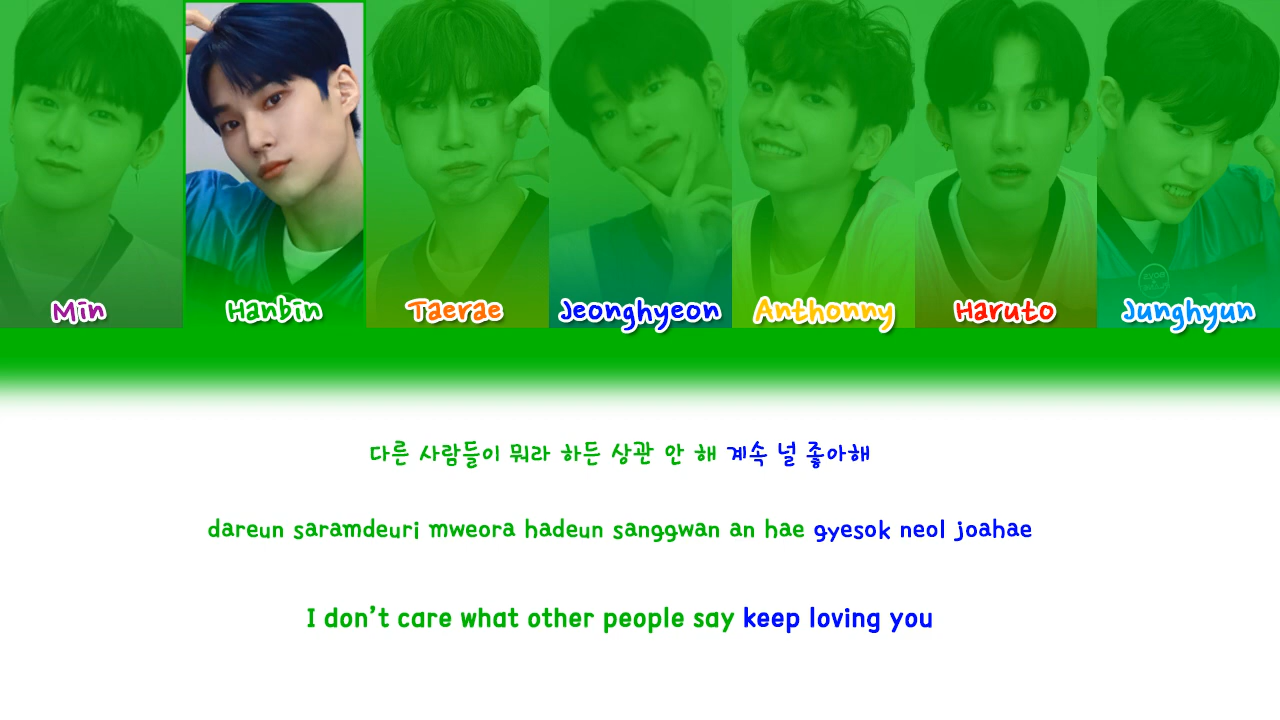 Min
Hanbin
Taerae
Jeonghyeon
Anthonny
Haruto
Junghyun
다른 사람들이 뭐라 하든 상관 안 해 계속 널 좋아해
dareun saramdeuri mweora hadeun sanggwan an hae gyesok neol joahae
I don't care what other people say keep loving you